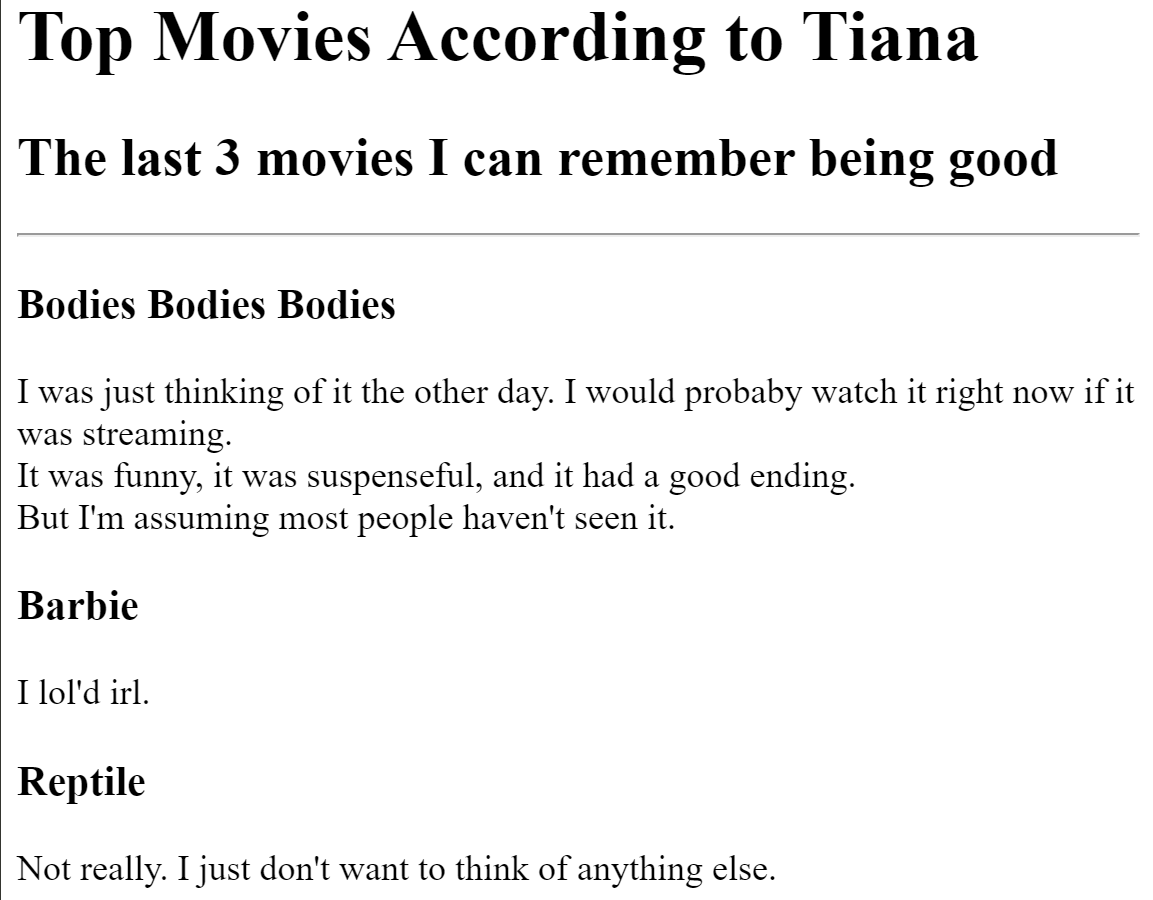 Top Movies According to Tiana
The last 3 movies I can remember being good
Bodies Bodies Bodies
I was just thinking of it the other day. I would probaby watch it right now if it
was streaming.
It was funny, it was suspenseful, and it had a good ending.
But I'm assuming most people haven't seen it.
Barbie
I lol'd irl.
Reptile
Not really. I just don't want to think of anything else.